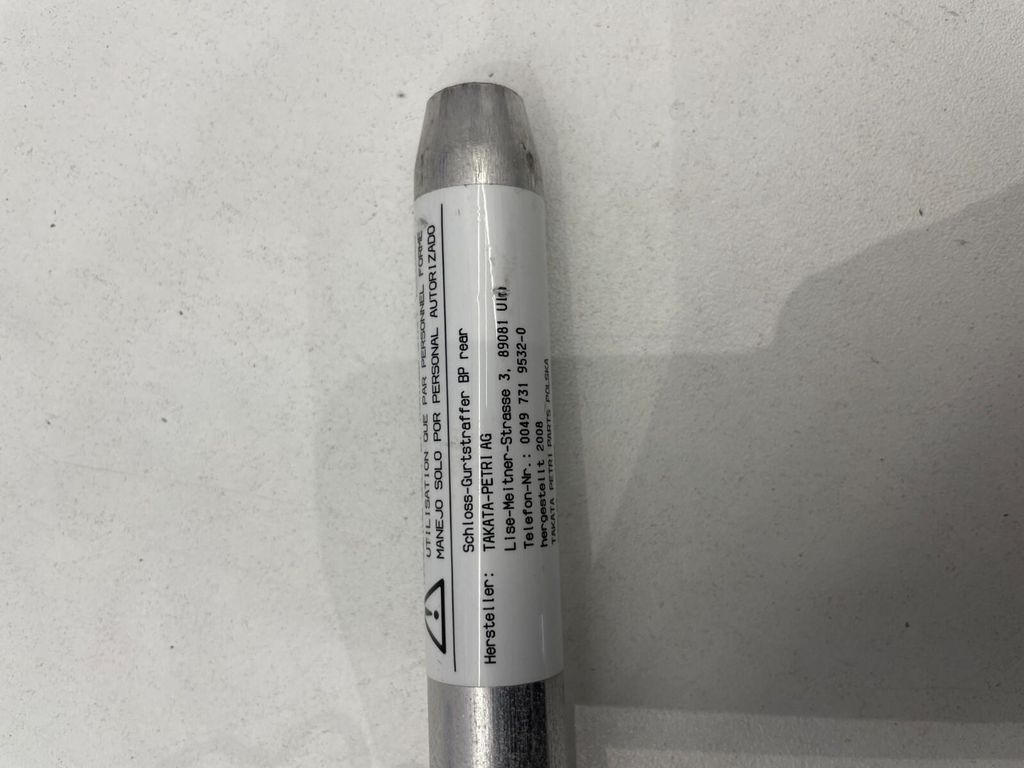 UTILISATION QUE PAR PERSONNEL FORME
MANEJO SOLO POR PERSONAL AUTORIZADO
Schloss-Gurtstraffer BP rear
Hersteller: TAKATA-PETRI AG
Lise-Meitner-Strasse 3, 89081 Ulm
Telefon-Nr.: 0049 731 9532-0
hergestellt 2008
TAKATA PETRI PARTS POLSKA